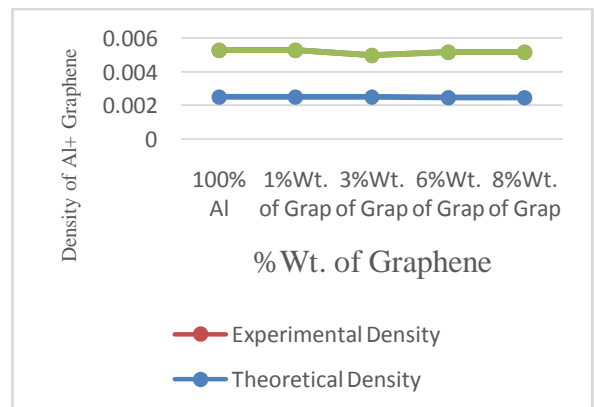 Density of Al+ Graphene
0.006
0.004
0.002
0
100% Al
1%Wt. of Grap
3%Wt. of Grap
6%Wt. of Grap
8%Wt. of Grap
%Wt. of Graphene
Experimental Density
Theoretical Density